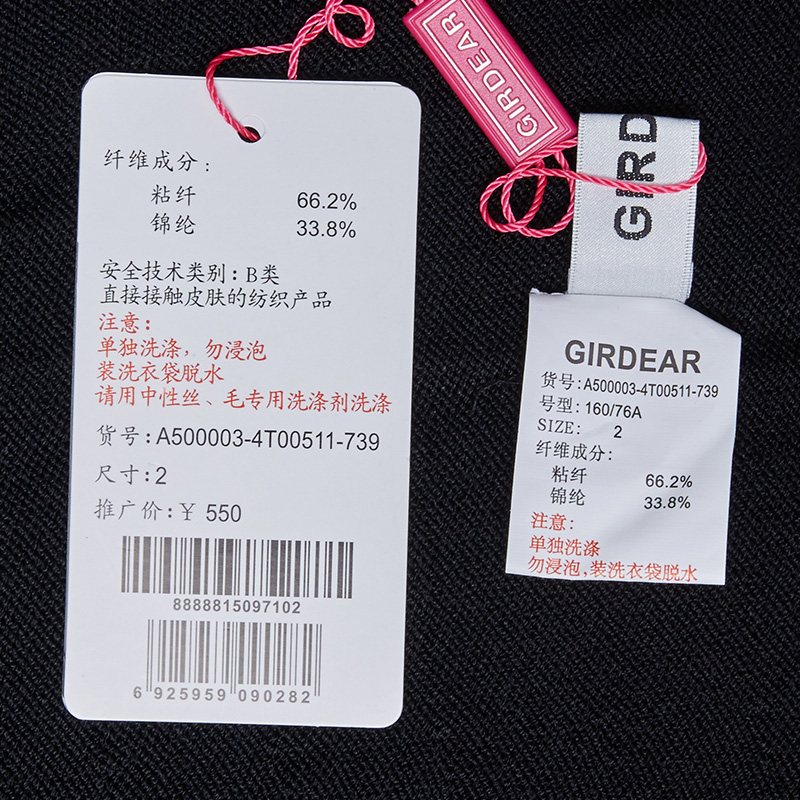 纤维成分:
粘纤 66.2%
锦纶 33.8%
安全技术类别:B类
直接接触皮肤的纺织产品
注意:
单独洗涤,勿浸泡
装洗衣袋脱水
请用中性丝、毛专用洗涤剂洗涤
货号:A500003-4T00511-739
尺寸:2
推广价:¥ 550
8888815097102
6 925959 090282
GIRDEAR
GIRD
GIRDEAR
货号:A500003-4T00511-739
号型:160/76A
SIZE: 2
纤维成分:
粘纤 66.2%
锦纶 33.8%
注意:
单独洗涤
勿浸泡,装洗衣袋脱水